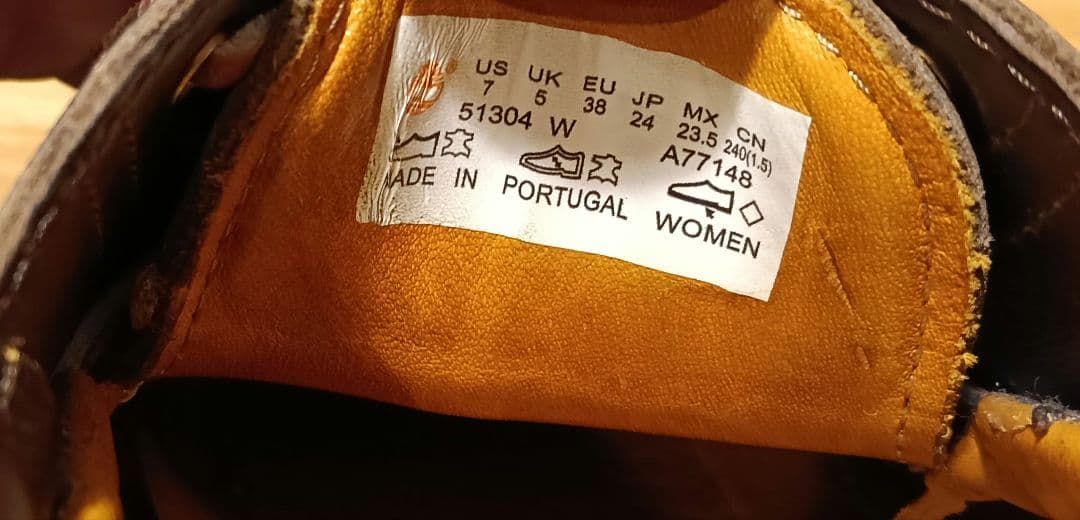 US UK EU JP MX CN
7 5 38 24 23.5 240(1.5)
51304 W A77148
MADE IN PORTUGAL WOMEN